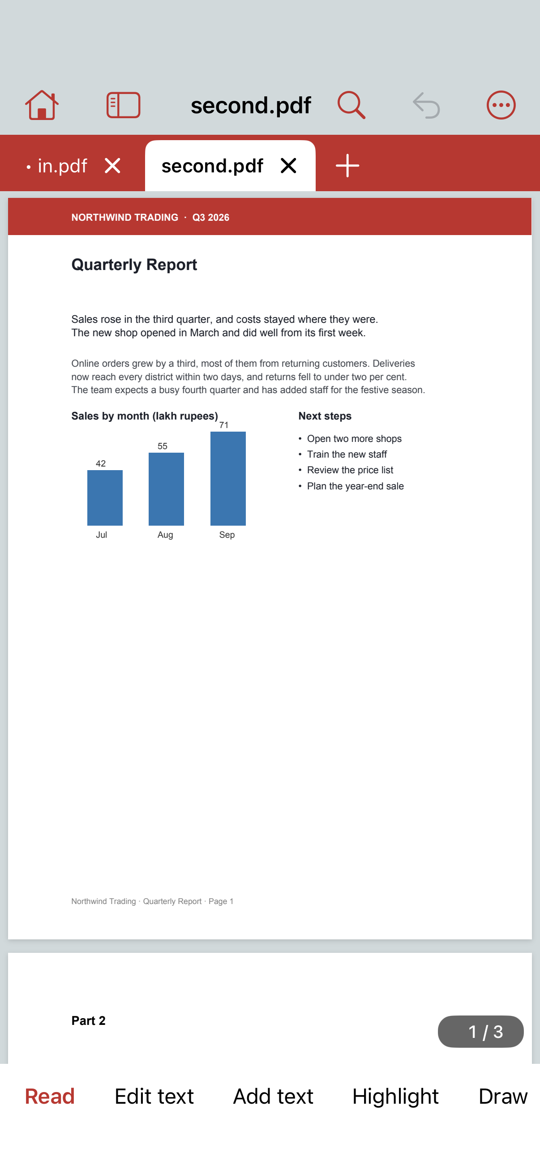 second.pdf
• in.pdf
second.pdf
NORTHWIND TRADING · Q3 2026
Quarterly Report
Sales rose in the third quarter, and costs stayed where they were.
The new shop opened in March and did well from its first week.
Online orders grew by a third, most of them from returning customers. Deliveries
now reach every district within two days, and returns fell to under two per cent.
The team expects a busy fourth quarter and has added staff for the festive season.
Sales by month (lakh rupees)
71
55
42
Jul Aug Sep
Next steps
• Open two more shops
• Train the new staff
• Review the price list
• Plan the year-end sale
Northwind Trading · Quarterly Report · Page 1
Part 2
1 / 3
Read Edit text Add text Highlight Draw